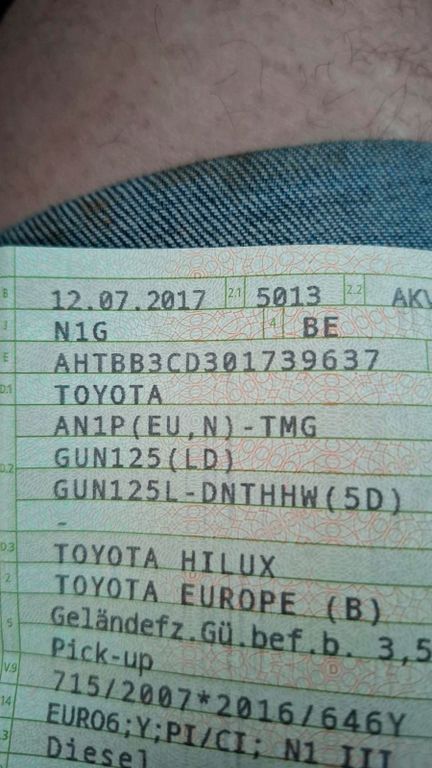 B 12.07.2017 2.1 5013 2.2 AKV
J N1G 4 BE
E AHTBB3CD301739637
D.1 TOYOTA
AN1P(EU,N)-TMG
GUN125(LD)
D.2 GUN125L-DNTHHW(5D)
-
D.3 TOYOTA HILUX
2 TOYOTA EUROPE (B)
5 Geländefz.Gü.bef.b. 3,5
Pick-up
V.9 715/2007*2016/646Y
14 EURO6;Y;PI/CI; N1 III
Diesel